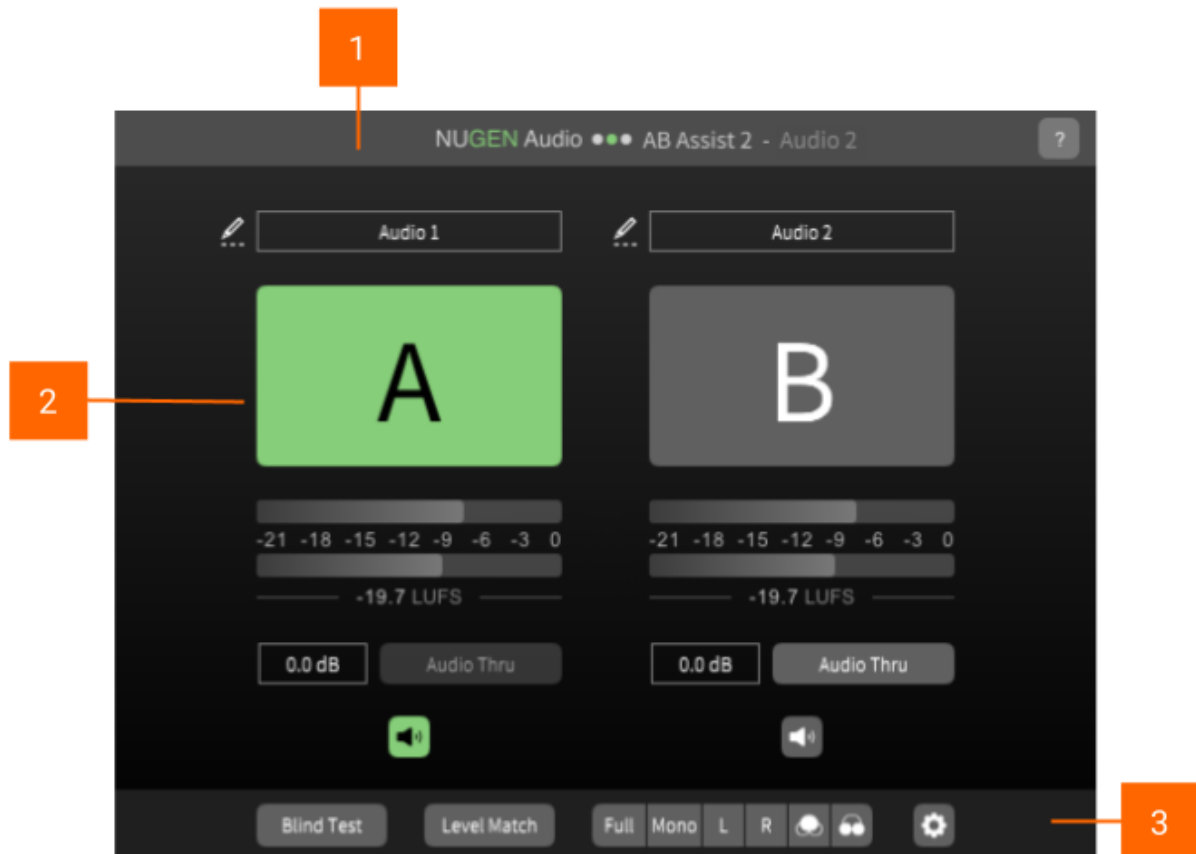 1
NUGEN Audio AB Assist 2 - Audio 2 ?
Audio 1 Audio 2
A B
2
-21 -18 -15 -12 -9 -6 -3 0 -21 -18 -15 -12 -9 -6 -3 0
-19.7 LUFS -19.7 LUFS
0.0 dB Audio Thru 0.0 dB Audio Thru
Blind Test Level Match Full Mono L R
3